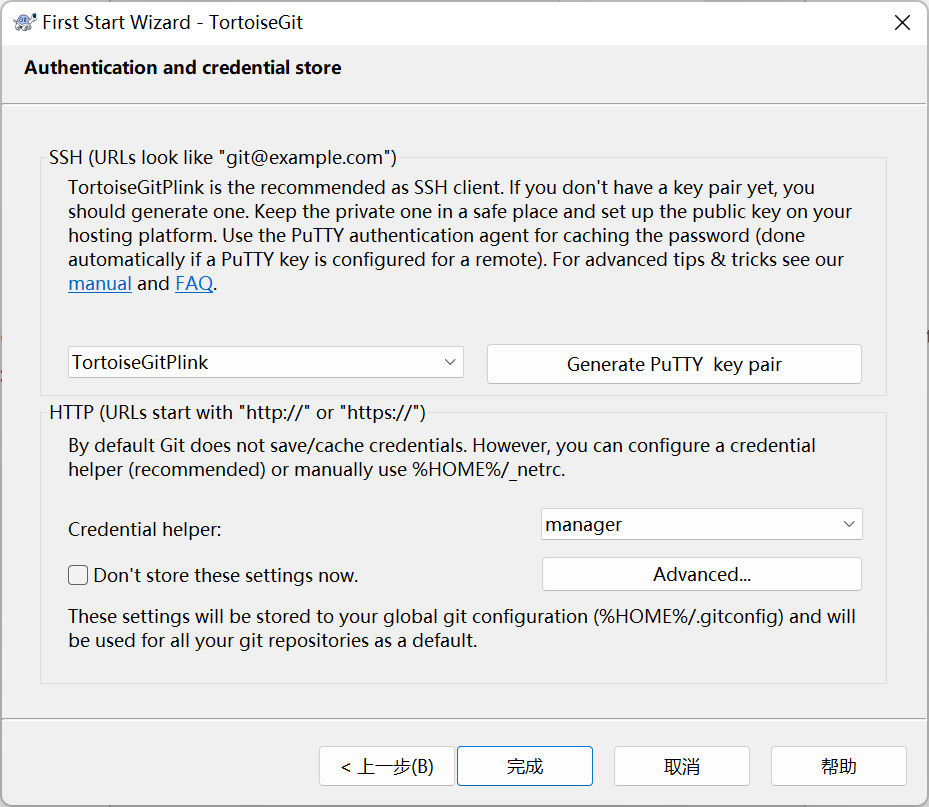 First Start Wizard - TortoiseGit
Authentication and credential store
SSH (URLs look like "git@example.com")
TortoiseGitPlink is the recommended as SSH client. If you don't have a key pair yet, you
should generate one. Keep the private one in a safe place and set up the public key on your
hosting platform. Use the PuTTY authentication agent for caching the password (done
automatically if a PuTTY key is configured for a remote). For advanced tips & tricks see our
manual and FAQ.
TortoiseGitPlink
Generate PuTTY  key pair
HTTP (URLs start with "http://" or "https://")
By default Git does not save/cache credentials. However, you can configure a credential
helper (recommended) or manually use %HOME%/_netrc.
Credential helper:
manager
Don't store these settings now.
Advanced...
These settings will be stored to your global git configuration (%HOME%/.gitconfig) and will
be used for all your git repositories as a default.
< 上一步(B)
完成
取消
帮助